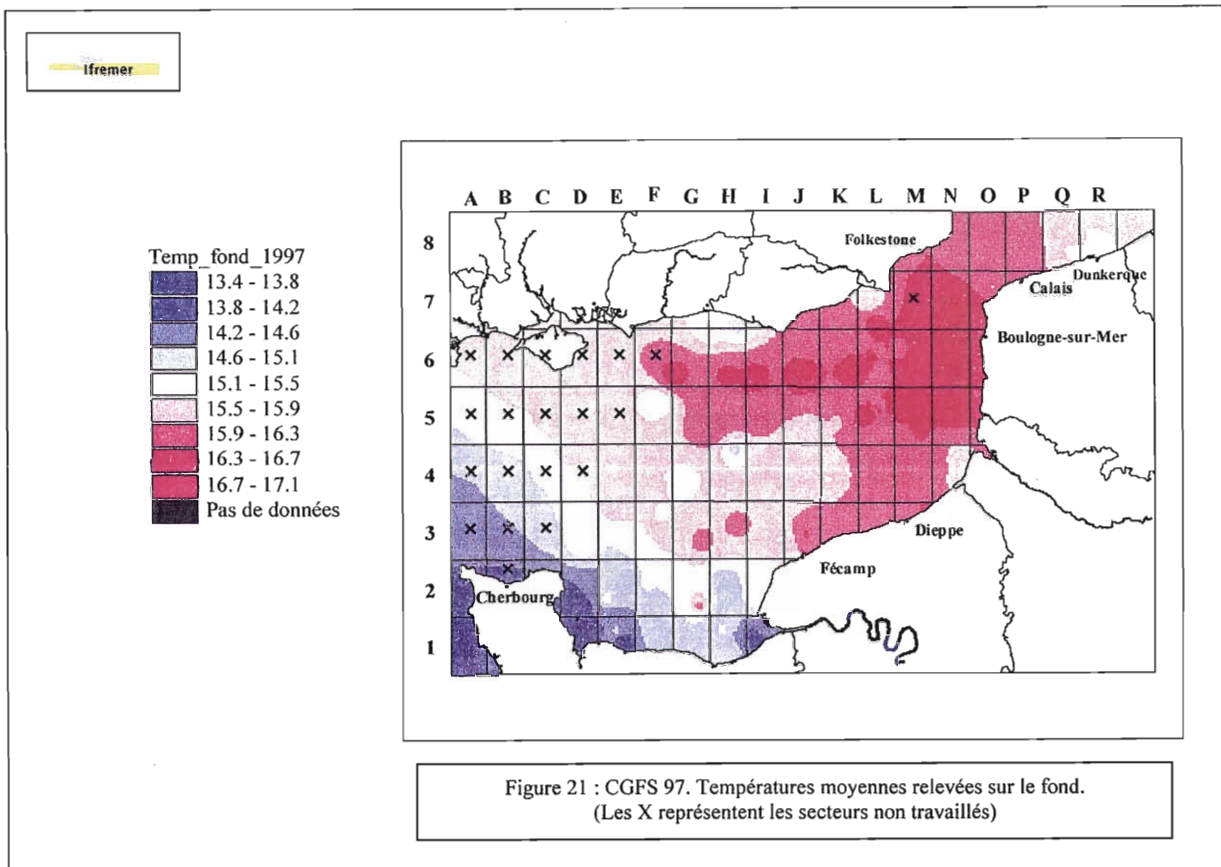 Ifremer
Temp_fond_1997
13.4 - 13.8
13.8 - 14.2
14.2 - 14.6
14.6 - 15.1
15.1 - 15.5
15.5 - 15.9
15.9 - 16.3
16.3 - 16.7
16.7 - 17.1
Pas de données
A B C D E F G H I J K L M N O P Q R
8
7
6
5
4
3
2
1
Folkestone
Dunkerque
Calais
Boulogne-sur-Mer
Dieppe
Fécamp
Cherbourg
X
X X X X X X
X X X X X
X X X X
X X X
X
Figure 21 : CGFS 97. Températures moyennes relevées sur le fond.
(Les X représentent les secteurs non travaillés)